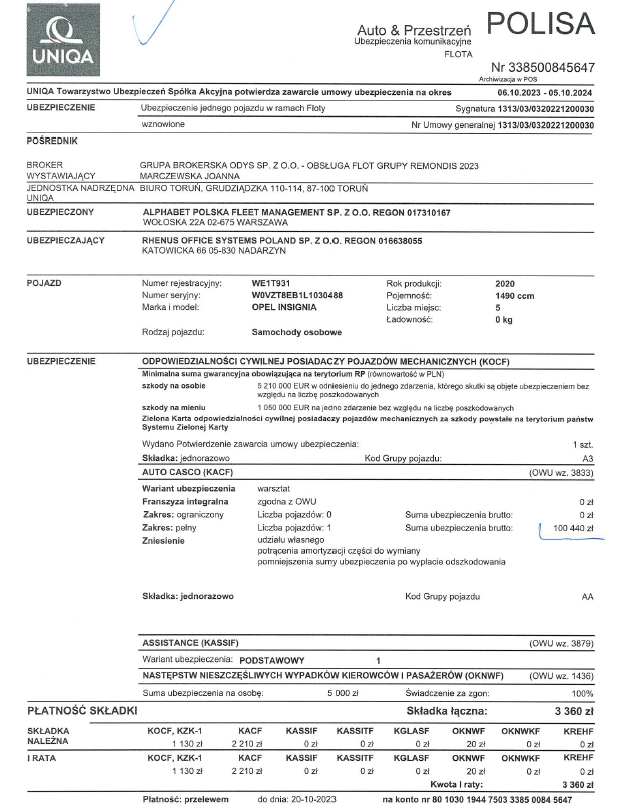 UNIQA
Auto & Przestrzeń POLISA
Ubezpieczenia komunikacyjne
FLOTA
Nr 338500845647
Archiwizacja w POS
UNIQA Towarzystwo Ubezpieczeń Spółka Akcyjna potwierdza zawarcie umowy ubezpieczenia na okres 06.10.2023 - 05.10.2024
UBEZPIECZENIE Ubezpieczenie jednego pojazdu w ramach Floty Sygnatura 1313/03/0320221200030
wznowione Nr Umowy generalnej 1313/03/0320221200030
POŚREDNIK
BROKER GRUPA BROKERSKA ODYS SP. Z O.O. - OBSŁUGA FLOT GRUPY REMONDIS 2023
WYSTAWIAJĄCY MARCZEWSKA JOANNA
JEDNOSTKA NADRZĘDNA BIURO TORUŃ, GRUDZIĄDZKA 110-114, 87-100 TORUŃ
UNIQA
UBEZPIECZONY ALPHABET POLSKA FLEET MANAGEMENT SP. Z O.O. REGON 017310167
WOŁOSKA 22A 02-675 WARSZAWA
UBEZPIECZAJĄCY RHENUS OFFICE SYSTEMS POLAND SP. Z O.O. REGON 016638055
KATOWICKA 66 05-830 NADARZYN
POJAZD Numer rejestracyjny: WE1T931 Rok produkcji: 2020
Numer seryjny: W0VZT8EB1L1030488 Pojemność: 1490 ccm
Marka i model: OPEL INSIGNIA Liczba miejsc: 5
Ładowność: 0 kg
Rodzaj pojazdu: Samochody osobowe
UBEZPIECZENIE ODPOWIEDZIALNOŚCI CYWILNEJ POSIADACZY POJAZDÓW MECHANICZNYCH (KOCF)
Minimalna suma gwarancyjna obowiązująca na terytorium RP (równowartość w PLN)
szkody na osobie 5 210 000 EUR w odniesieniu do jednego zdarzenia, którego skutki są objęte ubezpieczeniem bez
względu na liczbę poszkodowanych
szkody na mieniu 1 050 000 EUR na jedno zdarzenie bez względu na liczbę poszkodowanych
Zielona Karta odpowiedzialności cywilnej posiadaczy pojazdów mechanicznych za szkody powstałe na terytorium państw
Systemu Zielonej Karty
Wydano Potwierdzenie zawarcia umowy ubezpieczenia: 1 szt.
Składka: jednorazowo Kod Grupy pojazdu: A3
AUTO CASCO (KACF) (OWU wz. 3833)
Wariant ubezpieczenia warsztat
Franszyza integralna zgodna z OWU 0 zł
Zakres: ograniczony Liczba pojazdów: 0 Suma ubezpieczenia brutto: 0 zł
Zakres: pełny Liczba pojazdów: 1 Suma ubezpieczenia brutto: 100 440 zł
Zniesienie udziału własnego
potrącenia amortyzacji części do wymiany
pomniejszenia sumy ubezpieczenia po wypłacie odszkodowania
Składka: jednorazowo Kod Grupy pojazdu AA
ASSISTANCE (KASSIF) (OWU wz. 3879)
Wariant ubezpieczenia: PODSTAWOWY 1
NASTĘPSTW NIESZCZĘŚLIWYCH WYPADKÓW KIEROWCÓW I PASAŻERÓW (OKNWF) (OWU wz. 1436)
Suma ubezpieczenia na osobę: 5 000 zł Świadczenie za zgon: 100%
PŁATNOŚĆ SKŁADKI Składka łączna: 3 360 zł
SKŁADKA KOCF, KZK-1 KACF KASSIF KASSITF KGLASF OKNWF OKNWKF KREHF
NALEŻNA 1 130 zł 2 210 zł 0 zł 0 zł 0 zł 20 zł 0 zł 0 zł
I RATA KOCF, KZK-1 KACF KASSIF KASSITF KGLASF OKNWF OKNWKF KREHF
1 130 zł 2 210 zł 0 zł 0 zł 0 zł 20 zł 0 zł 0 zł
Kwota I raty: 3 360 zł
Płatność: przelewem do dnia: 20-10-2023 na konto nr 80 1030 1944 7503 3385 0084 5647